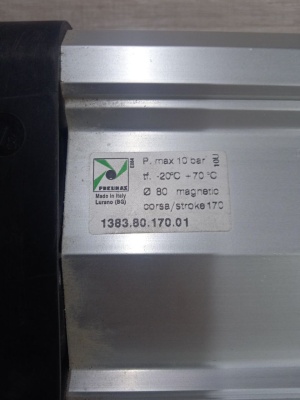 P. max 10 bar
tf. -20°C - 70°C
Ø 80 magnetic
corsa/stroke 170
PNEUMAX
Made in Italy
Lurano (BG)
1383.80.170.01